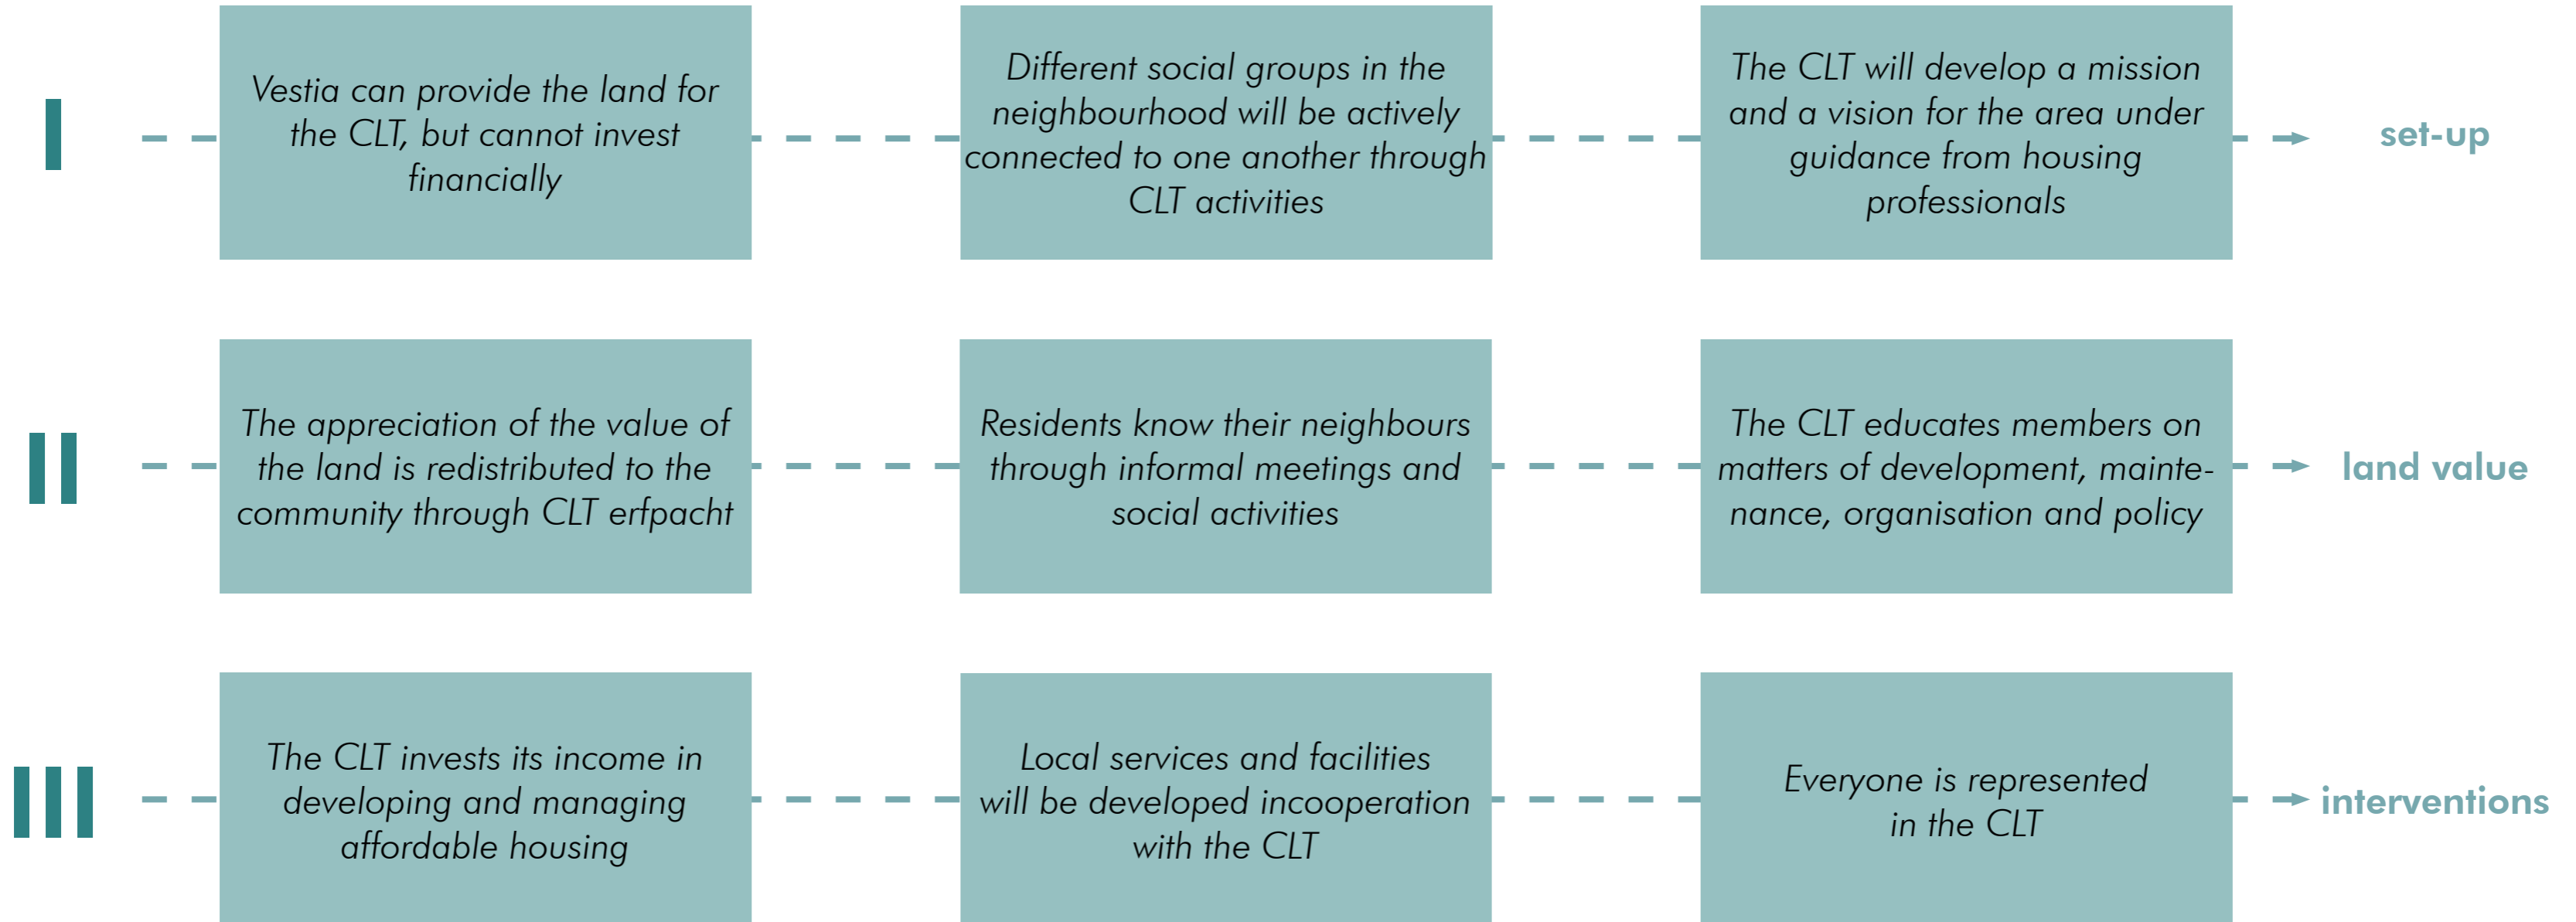 I
Vestia can provide the land for
the CLT, but cannot invest
financially
Different social groups in the
neighbourhood will be actively
connected to one another through
CLT activities
The CLT will develop a mission
and a vision for the area under
guidance from housing
professionals
set-up
II
The appreciation of the value of
the land is redistributed to the
community through CLT erfpacht
Residents know their neighbours
through informal meetings and
social activities
The CLT educates members on
matters of development, mainte-
nance, organisation and policy
land value
III
The CLT invests its income in
developing and managing
affordable housing
Local services and facilities
will be developed incooperation
with the CLT
Everyone is represented
in the CLT
interventions